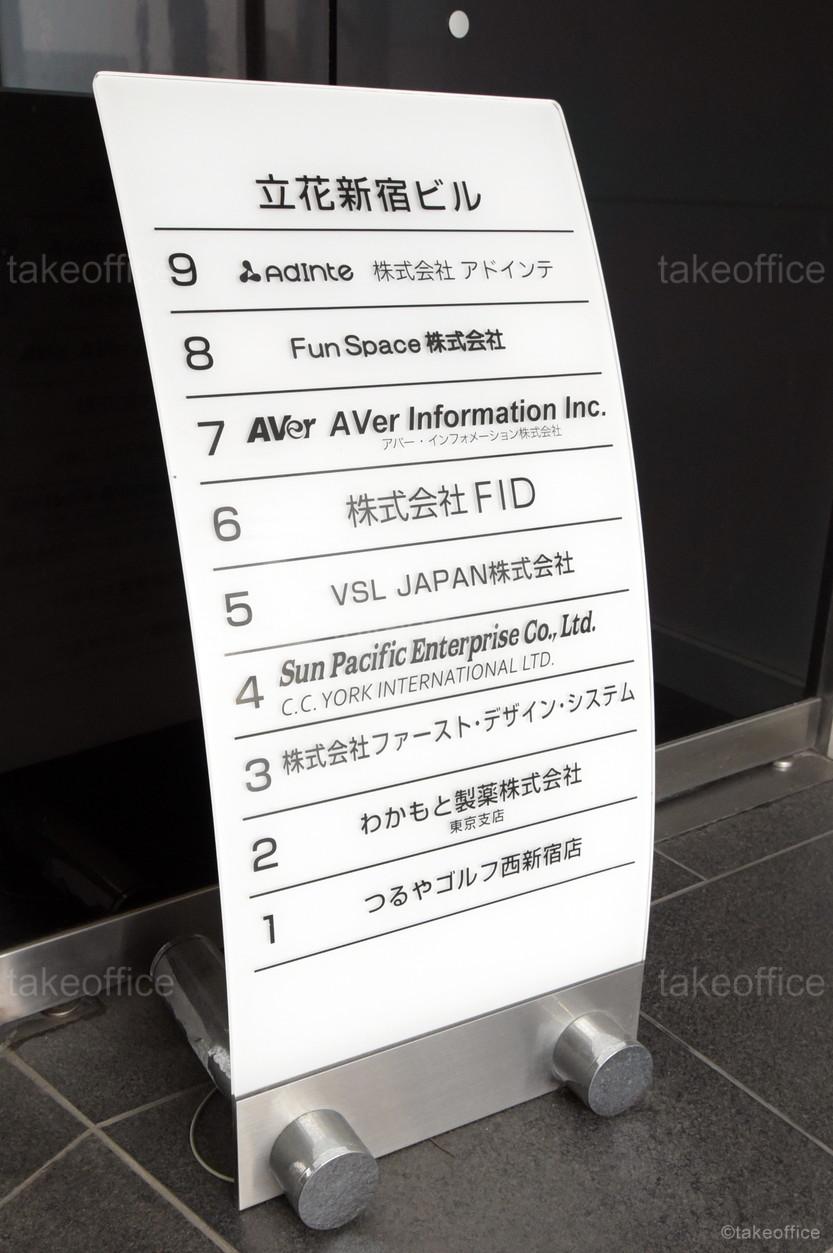 立花新宿ビル
9 AdInte 株式会社 アドインテ
8 Fun Space 株式会社
7 AVer AVer Information Inc.
アバー・インフォメーション株式会社
6 株式会社 FID
5 VSL JAPAN株式会社
4 Sun Pacific Enterprise Co., Ltd.
C.C. YORK INTERNATIONAL LTD.
3 株式会社ファースト・デザイン・システム
2 わかもと製薬株式会社
東京支店
1 つるやゴルフ西新宿店
takeoffice
takeoffice
takeoffice
takeoffice
©takeoffice